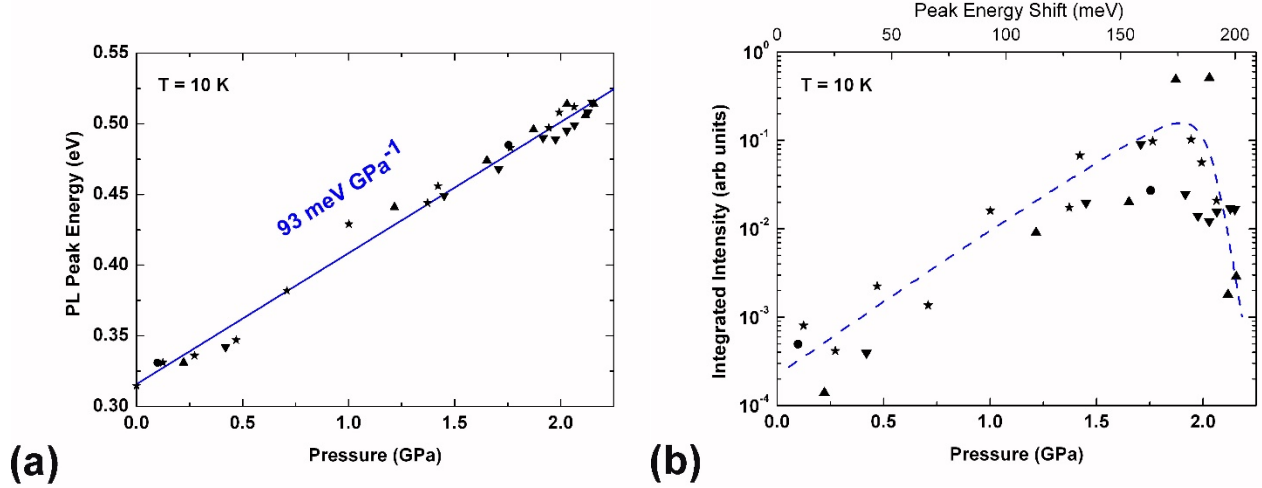 0.55
0.50
0.45
0.40
0.35
0.30
PL Peak Energy (eV)
T = 10 K
93 meV GPa-1
0.0 0.5 1.0 1.5 2.0
Pressure (GPa)
(a)
Peak Energy Shift (meV)
0 50 100 150 200
10^0
10^-1
10^-2
10^-3
10^-4
Integrated Intensity (arb units)
T = 10 K
0.0 0.5 1.0 1.5 2.0
Pressure (GPa)
(b)